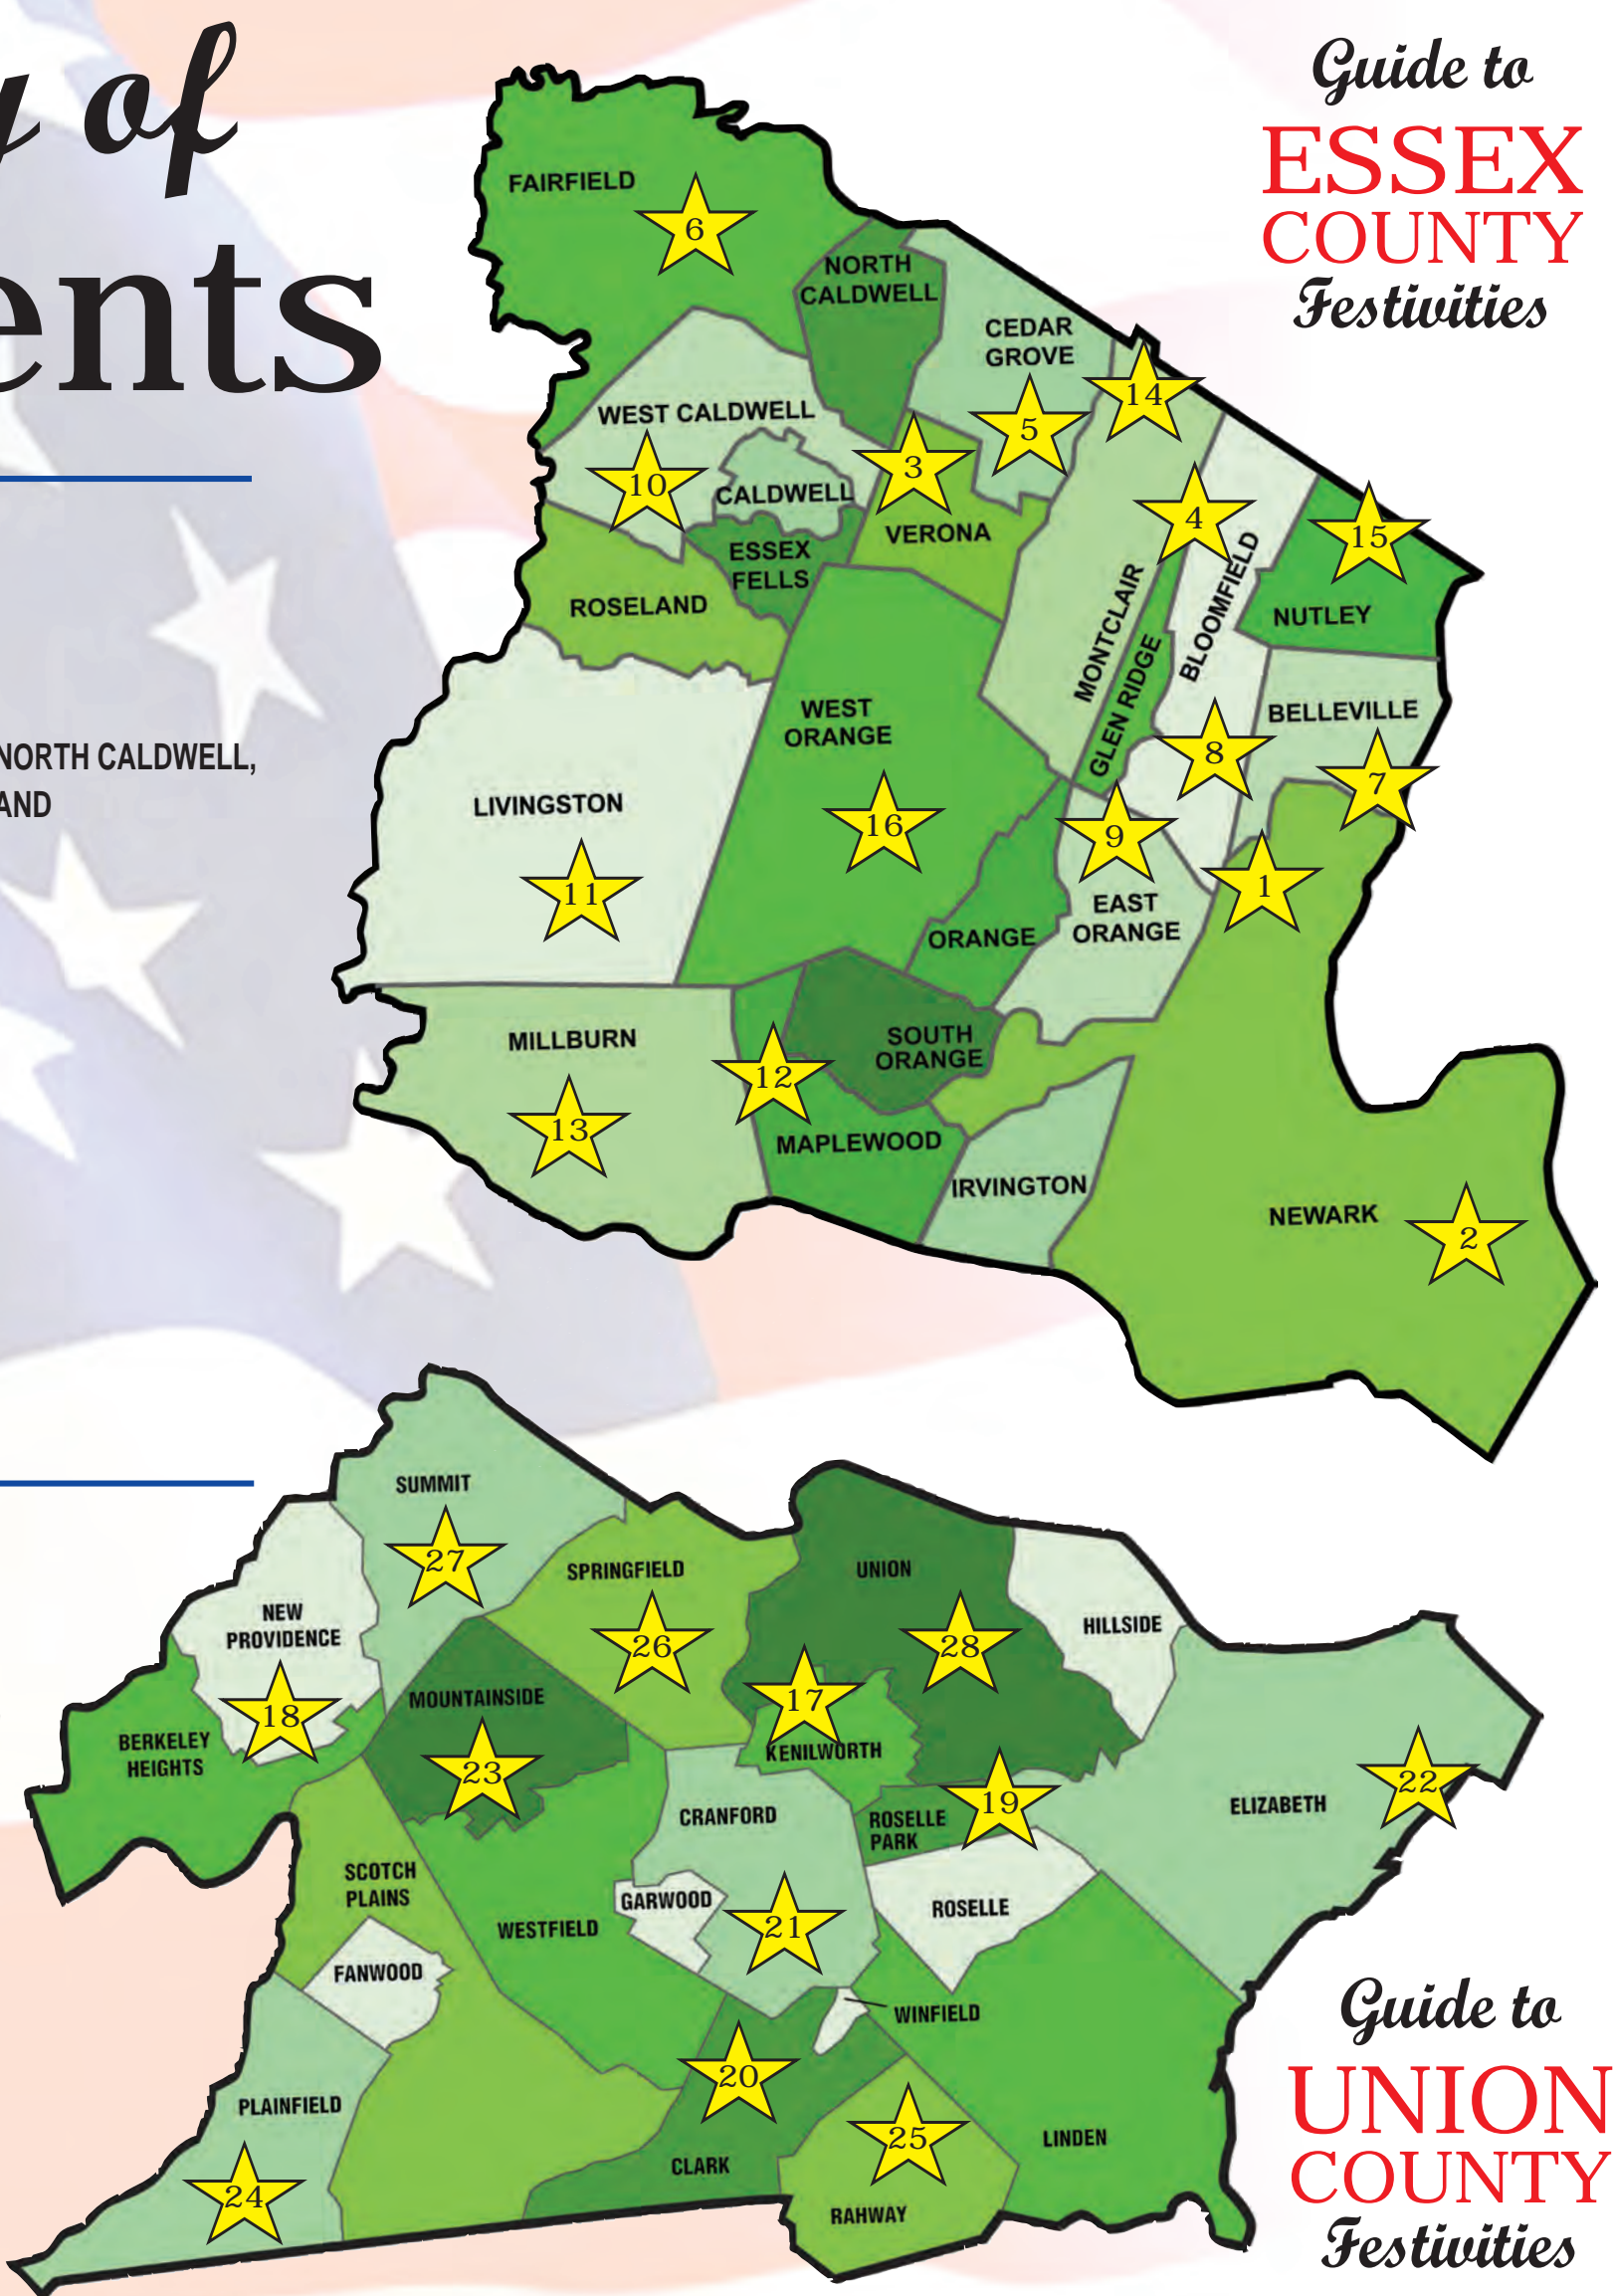 y of
ents
NORTH CALDWELL,
AND
Guide to
ESSEX
COUNTY
Festivities
FAIRFIELD
6
NORTH
CALDWELL
CEDAR
GROVE
14
5
WEST CALDWELL
3
10
CALDWELL
4
15
VERONA
ESSEX
FELLS
ROSELAND
NUTLEY
MONTCLAIR
GLEN RIDGE
BLOOMFIELD
WEST
ORANGE
BELLEVILLE
8
7
LIVINGSTON
16
9
11
1
EAST
ORANGE
ORANGE
MILLBURN
SOUTH
ORANGE
12
13
MAPLEWOOD
IRVINGTON
NEWARK
2
SUMMIT
27
SPRINGFIELD
UNION
NEW
PROVIDENCE
HILLSIDE
26
28
MOUNTAINSIDE
17
18
BERKELEY
HEIGHTS
KENILWORTH
23
22
19
CRANFORD
ROSELLE
PARK
ELIZABETH
SCOTCH
PLAINS
GARWOOD
ROSELLE
WESTFIELD
21
FANWOOD
WINFIELD
20
PLAINFIELD
25
LINDEN
CLARK
24
RAHWAY
Guide to
UNION
COUNTY
Festivities